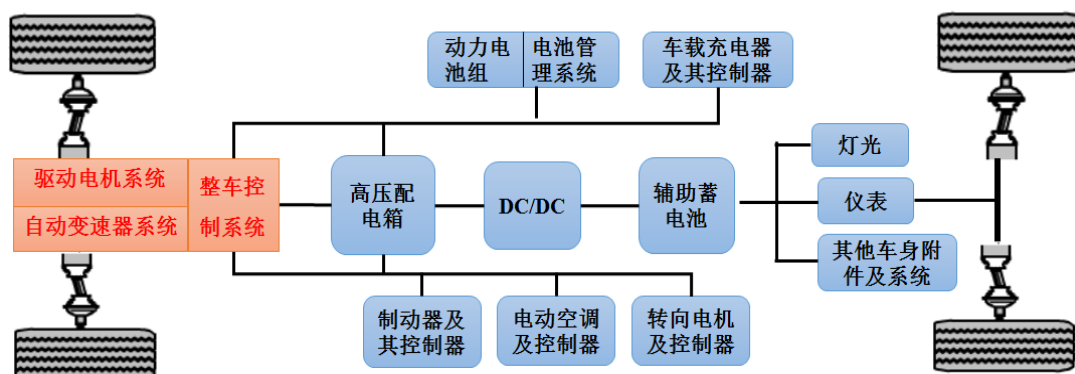 动力电
池组
电池管
理系统
车载充电器
及其控制器
驱动电机系统
自动变速器系统
整车控
制系统
高压配
电箱
DC/DC
辅助蓄
电池
灯光
仪表
其他车身附
件及系统
制动器及
其控制器
电动空调
及控制器
转向电机
及控制器